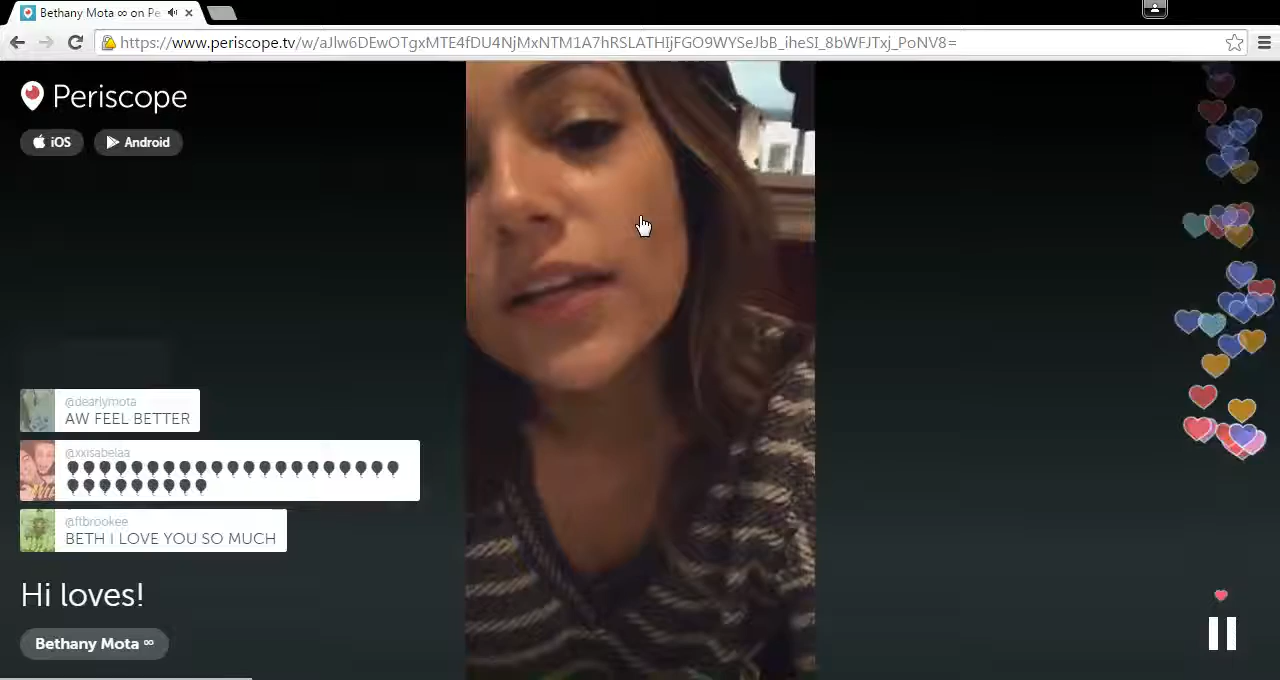 Bethany Mota ∞ on Pe
https://www.periscope.tv/w/aJlw6DEwOTgxMTE4fDU4NjMxNTM1A7hRSLATHIjFGO9WYSeJbB_iheSI_8bWFJTxj_PoNV8=
Periscope
iOS
Android
@dearlymota
AW FEEL BETTER
@xxisabelaa
@ftbrookee
BETH I LOVE YOU SO MUCH
Hi loves!
Bethany Mota ∞